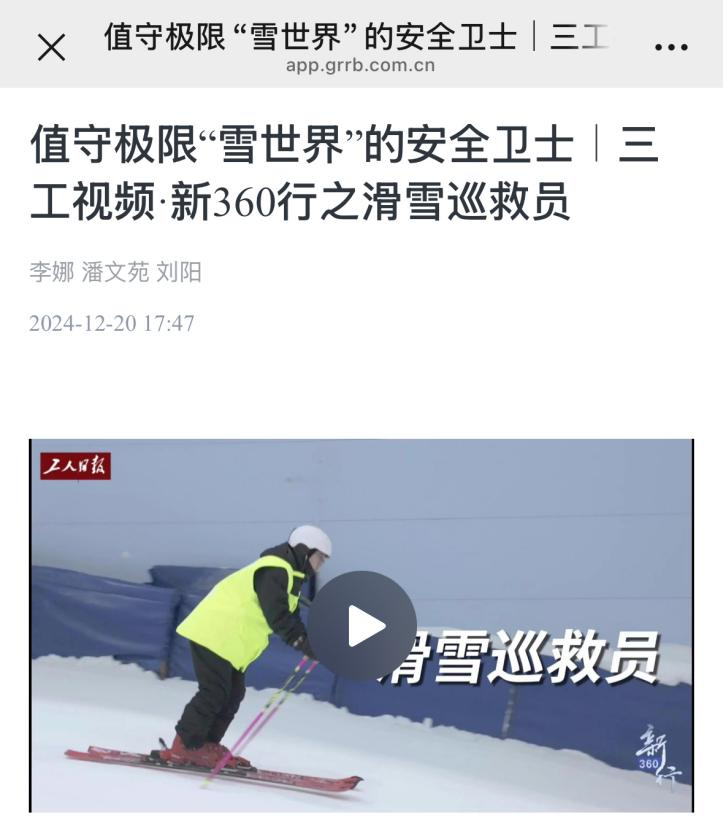 值守极限“雪世界”的安全卫士｜三工
app.grrb.com.cn
值守极限“雪世界”的安全卫士｜三
工视频·新360行之滑雪巡救员
李娜 潘文苑 刘阳
2024-12-20 17:47
工人日报
滑雪巡救员
新
360
行